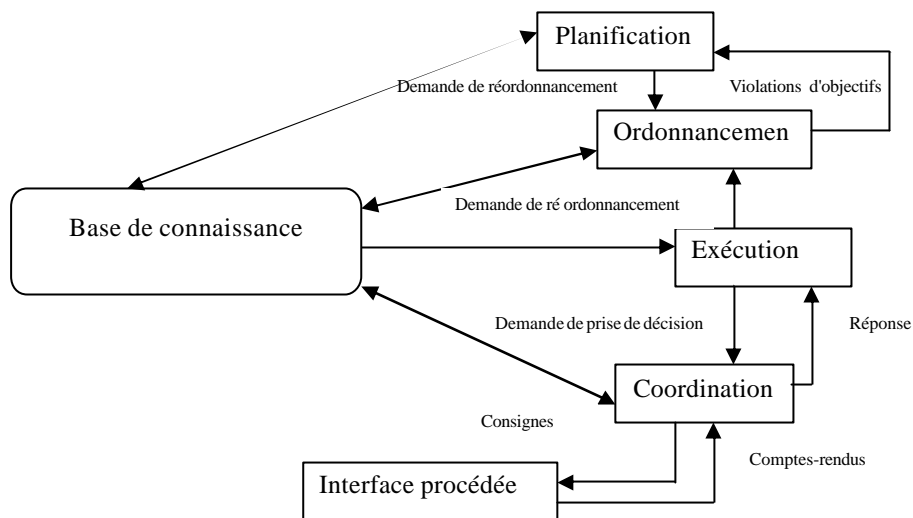 Planification
Demande de réordonnancement
Violations d'objectifs
Ordonnancemen
Demande de ré ordonnancement
Base de connaissance
Exécution
Demande de prise de décision
Réponse
Coordination
Consignes
Comptes-rendus
Interface procédée